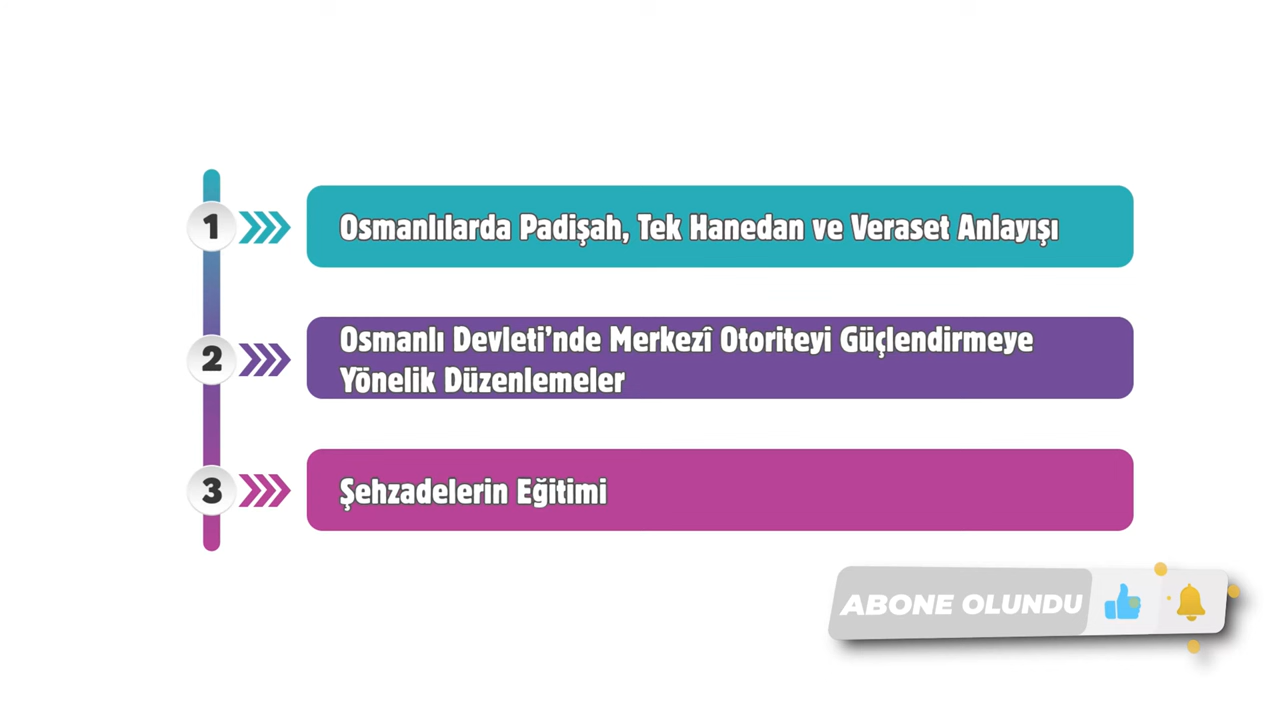 1
Osmanlılarda Padişah, Tek Hanedan ve Veraset Anlayışı
2
Osmanlı Devleti’nde Merkezî Otoriteyi Güçlendirmeye
Yönelik Düzenlemeler
3
Şehzadelerin Eğitimi
ABONE OLUNDU